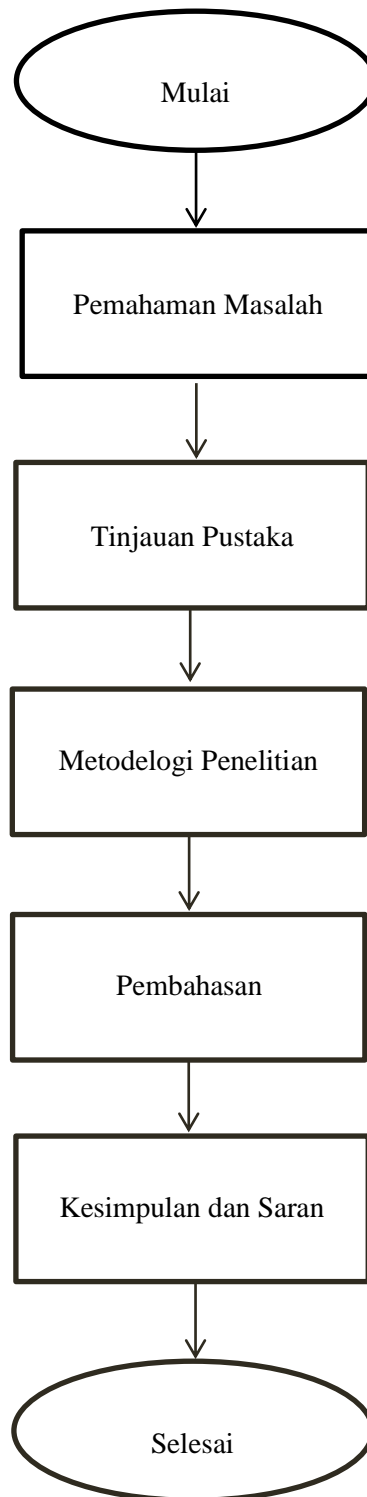 Mulai
Pemahaman Masalah
Tinjauan Pustaka
Metodelogi Penelitian
Pembahasan
Kesimpulan dan Saran
Selesai